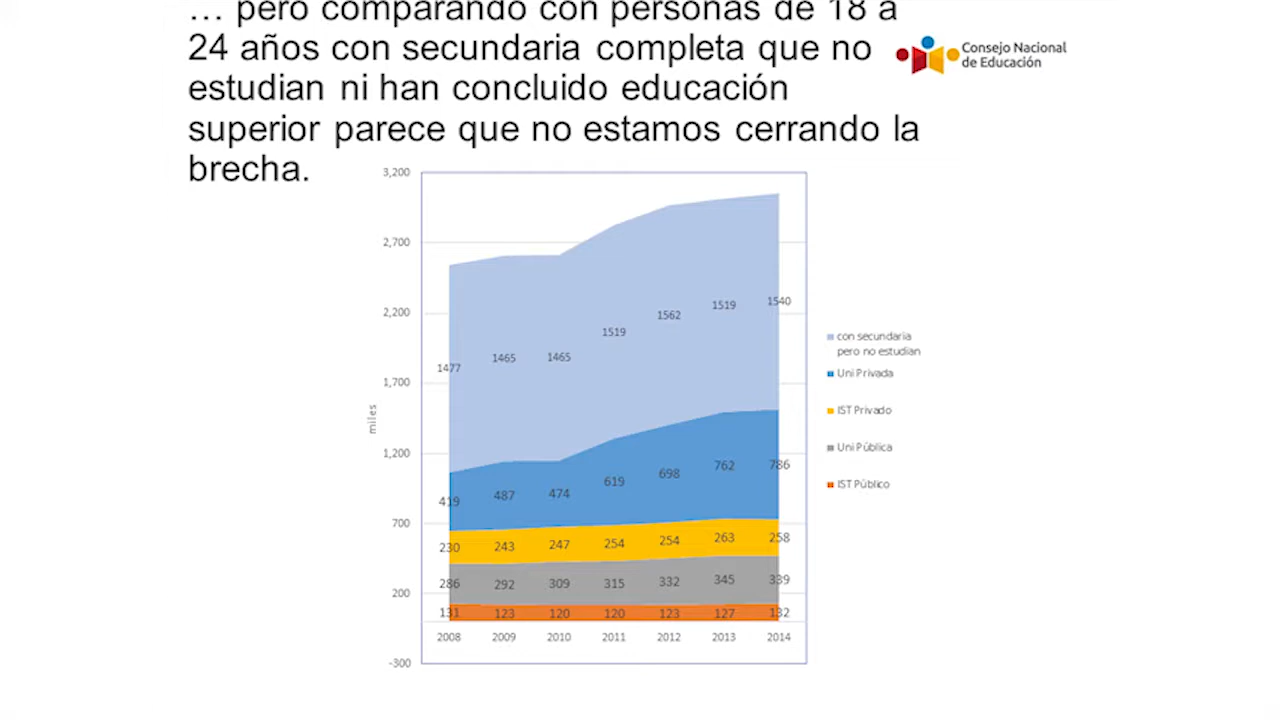 … pero comparando con personas de 18 a
24 años con secundaria completa que no
estudian ni han concluido educación
superior parece que no estamos cerrando la
brecha.
Consejo Nacional
de Educación
3,200
2,700
2,200
1,700
1,200
700
200
-300
miles
1477 1465 1465 1519 1562 1519 1540
419 487 474 619 698 762 786
230 243 247 254 254 263 258
286 292 309 315 332 345 339
131 123 120 120 123 127 132
2008 2009 2010 2011 2012 2013 2014
con secundaria
pero no estudian
Uni Privada
IST Privado
Uni Pública
IST Público